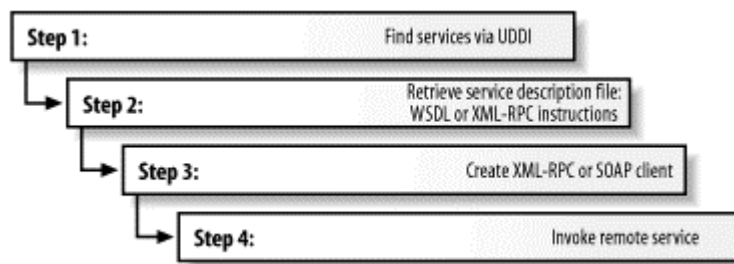 Step 1: Find services via UDDI
Step 2: Retrieve service description file:
WSDL or XML-RPC instructions
Step 3: Create XML-RPC or SOAP client
Step 4: Invoke remote service